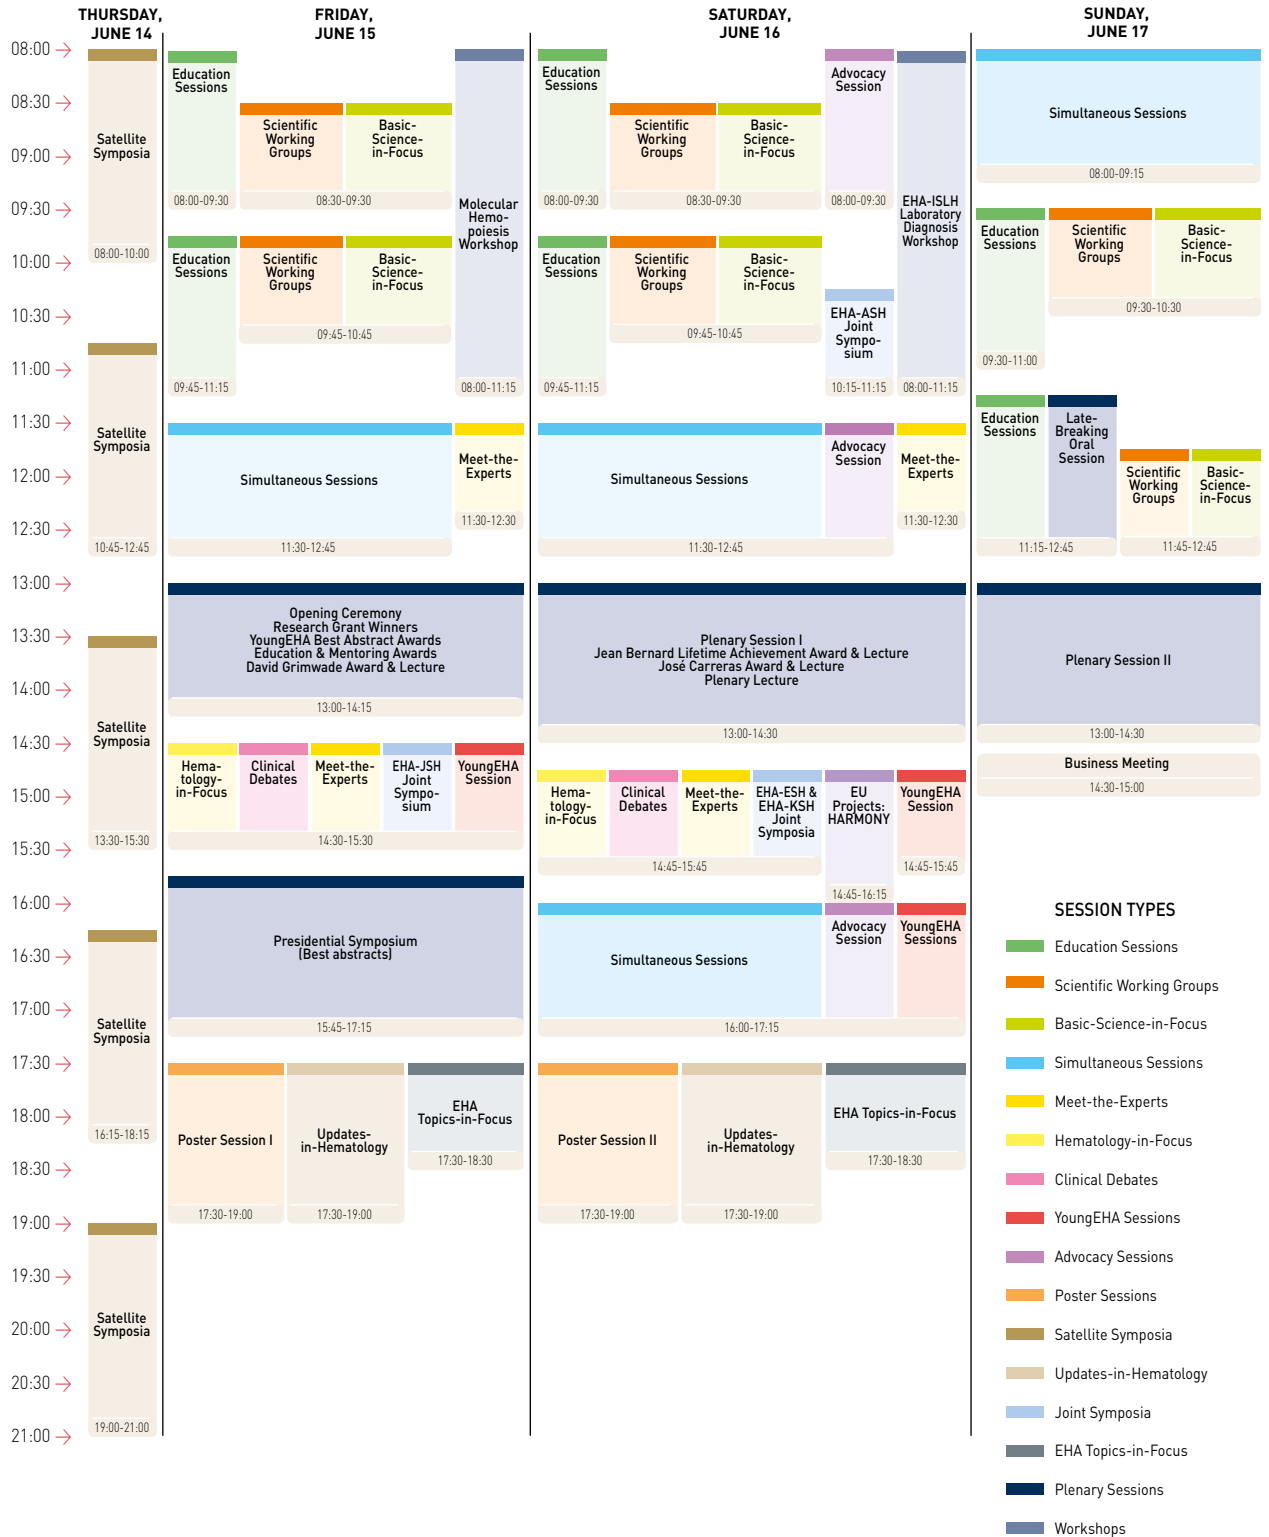 THURSDAY,
JUNE 14
FRIDAY,
JUNE 15
SATURDAY,
JUNE 16
SUNDAY,
JUNE 17
08:00
08:30
09:00
09:30
10:00
10:30
11:00
11:30
12:00
12:30
13:00
13:30
14:00
14:30
15:00
15:30
16:00
16:30
17:00
17:30
18:00
18:30
19:00
19:30
20:00
20:30
21:00
Satellite
Symposia
08:00-10:00
Satellite
Symposia
10:45-12:45
Satellite
Symposia
13:30-15:30
Satellite
Symposia
16:15-18:15
Satellite
Symposia
19:00-21:00
Education
Sessions
08:00-09:30
Scientific
Working
Groups
Basic-
Science-
in-Focus
08:30-09:30
Molecular
Hemo-
poiesis
Workshop
08:00-11:15
Education
Sessions
09:45-11:15
Scientific
Working
Groups
Basic-
Science-
in-Focus
09:45-10:45
Simultaneous Sessions
11:30-12:45
Meet-the-
Experts
11:30-12:30
Opening Ceremony
Research Grant Winners
YoungEHA Best Abstract Awards
Education & Mentoring Awards
David Grimwade Award & Lecture
13:00-14:15
Hema-
tology-
in-Focus
Clinical
Debates
Meet-the-
Experts
EHA-JSH
Joint
Sympo-
sium
YoungEHA
Session
14:30-15:30
Presidential Symposium
(Best abstracts)
15:45-17:15
Poster Session I
17:30-19:00
Updates-
in-Hematology
17:30-19:00
EHA
Topics-in-Focus
17:30-18:30
Education
Sessions
08:00-09:30
Scientific
Working
Groups
Basic-
Science-
in-Focus
08:30-09:30
Advocacy
Session
08:00-09:30
EHA-ISLH
Laboratory
Diagnosis
Workshop
08:00-11:15
Education
Sessions
09:45-11:15
Scientific
Working
Groups
Basic-
Science-
in-Focus
09:45-10:45
EHA-ASH
Joint
Sympo-
sium
10:15-11:15
Simultaneous Sessions
Advocacy
Session
11:30-12:45
Meet-the-
Experts
11:30-12:30
Plenary Session I
Jean Bernard Lifetime Achievement Award & Lecture
José Carreras Award & Lecture
Plenary Lecture
13:00-14:30
Hema-
tology-
in-Focus
Clinical
Debates
Meet-the-
Experts
EHA-ESH &
EHA-KSH
Joint
Symposia
14:45-15:45
EU
Projects:
HARMONY
14:45-16:15
YoungEHA
Session
14:45-15:45
Simultaneous Sessions
Advocacy
Session
YoungEHA
Sessions
16:00-17:15
Poster Session II
17:30-19:00
Updates-
in-Hematology
17:30-19:00
EHA Topics-in-Focus
17:30-18:30
Simultaneous Sessions
08:00-09:15
Education
Sessions
09:30-11:00
Scientific
Working
Groups
Basic-
Science-
in-Focus
09:30-10:30
Education
Sessions
Late-
Breaking
Oral
Session
11:15-12:45
Scientific
Working
Groups
Basic-
Science-
in-Focus
11:45-12:45
Plenary Session II
13:00-14:30
Business Meeting
14:30-15:00
SESSION TYPES
Education Sessions
Scientific Working Groups
Basic-Science-in-Focus
Simultaneous Sessions
Meet-the-Experts
Hematology-in-Focus
Clinical Debates
YoungEHA Sessions
Advocacy Sessions
Poster Sessions
Satellite Symposia
Updates-in-Hematology
Joint Symposia
EHA Topics-in-Focus
Plenary Sessions
Workshops